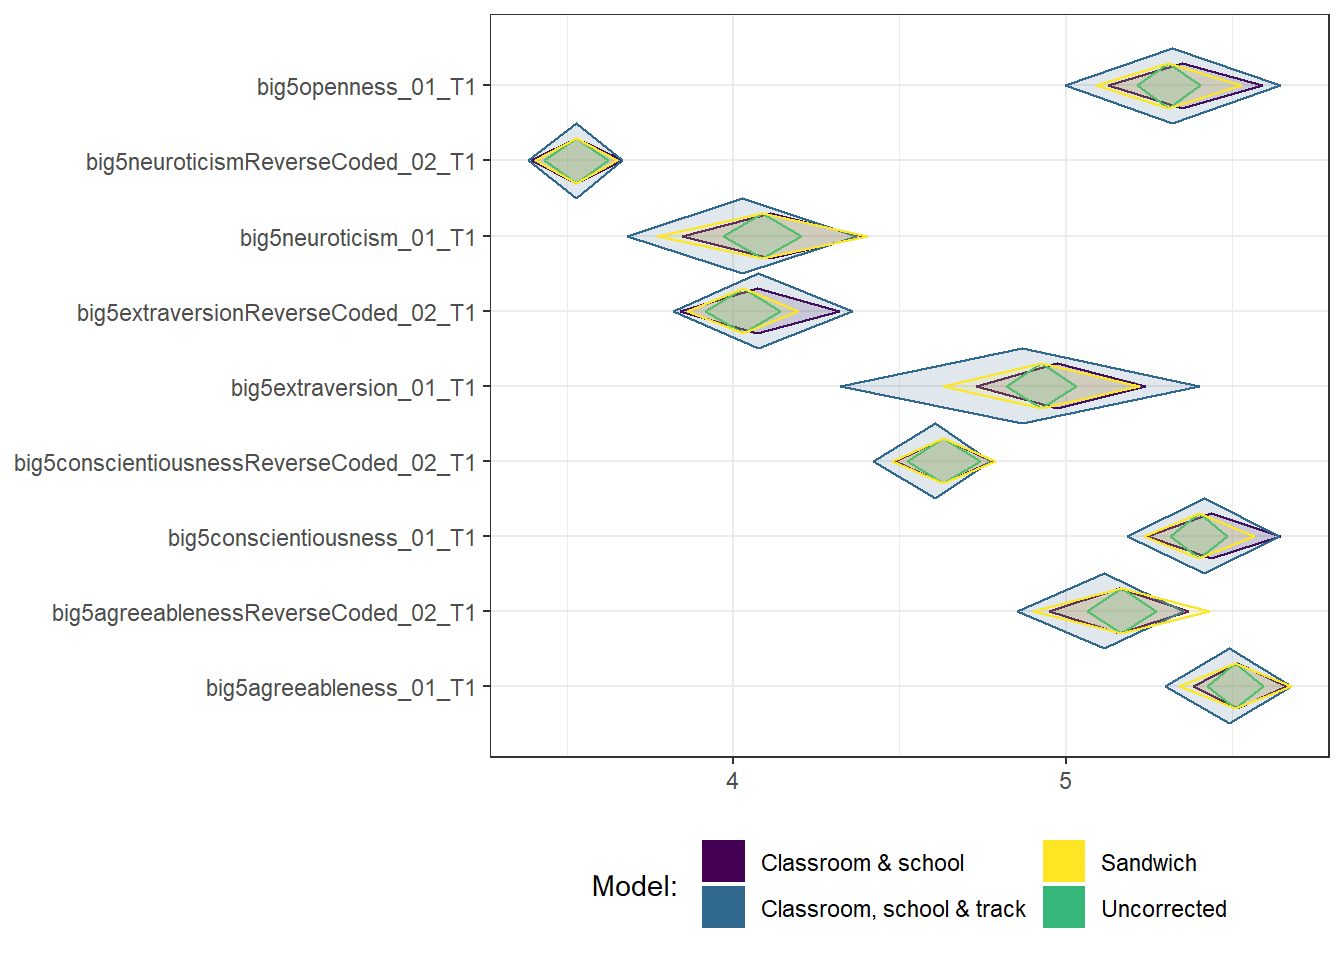 big5openness_01_T1
big5neuroticismReverseCoded_02_T1
big5neuroticism_01_T1
big5extraversionReverseCoded_02_T1
big5extraversion_01_T1
big5conscientiousnessReverseCoded_02_T1
big5conscientiousness_01_T1
big5agreeablenessReverseCoded_02_T1
big5agreeableness_01_T1
4 5
Model: Classroom & school Sandwich
Classroom, school & track Uncorrected